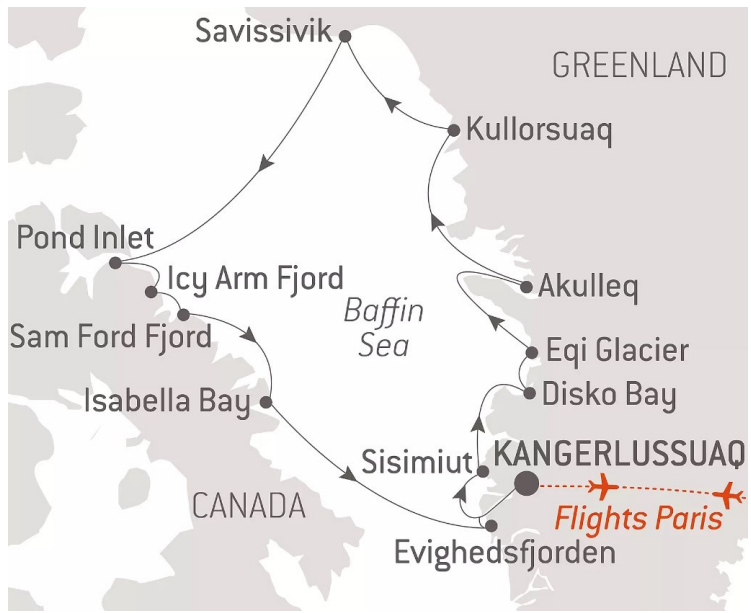 Savissivik
GREENLAND
Kullorsuaq
Pond Inlet
Icy Arm Fjord
Akulleq
Baffin
Sea
Sam Ford Fjord
Eqi Glacier
Disko Bay
Isabella Bay
Sisimiut
KANGERLUSSUAQ
CANADA
Flights Paris
Evighedsfjorden